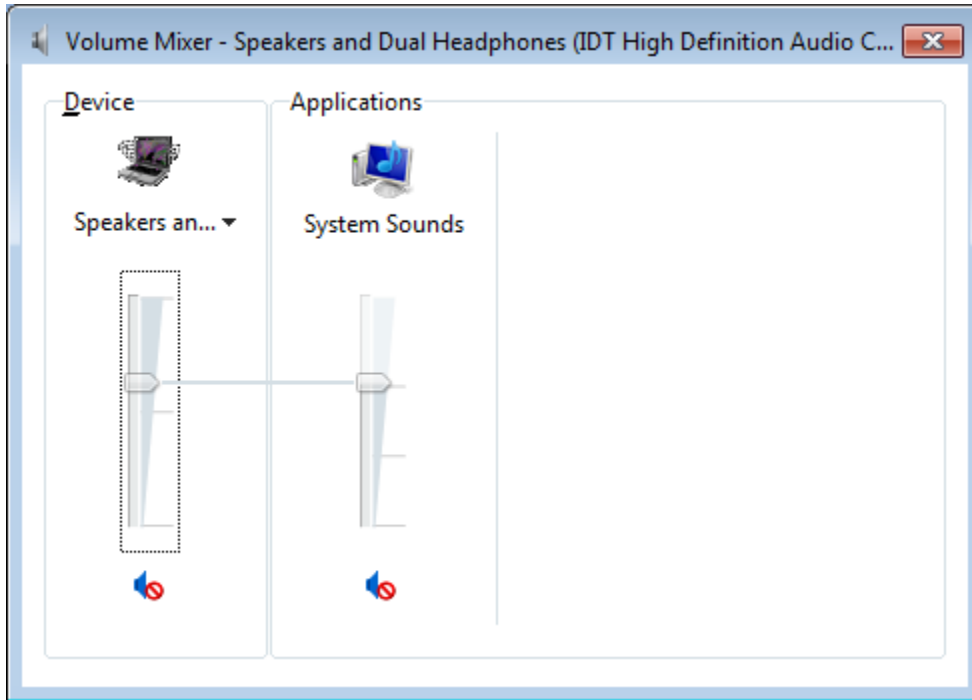 Volume Mixer - Speakers and Dual Headphones (IDT High Definition Audio C...
Device
Applications
Speakers an...
System Sounds